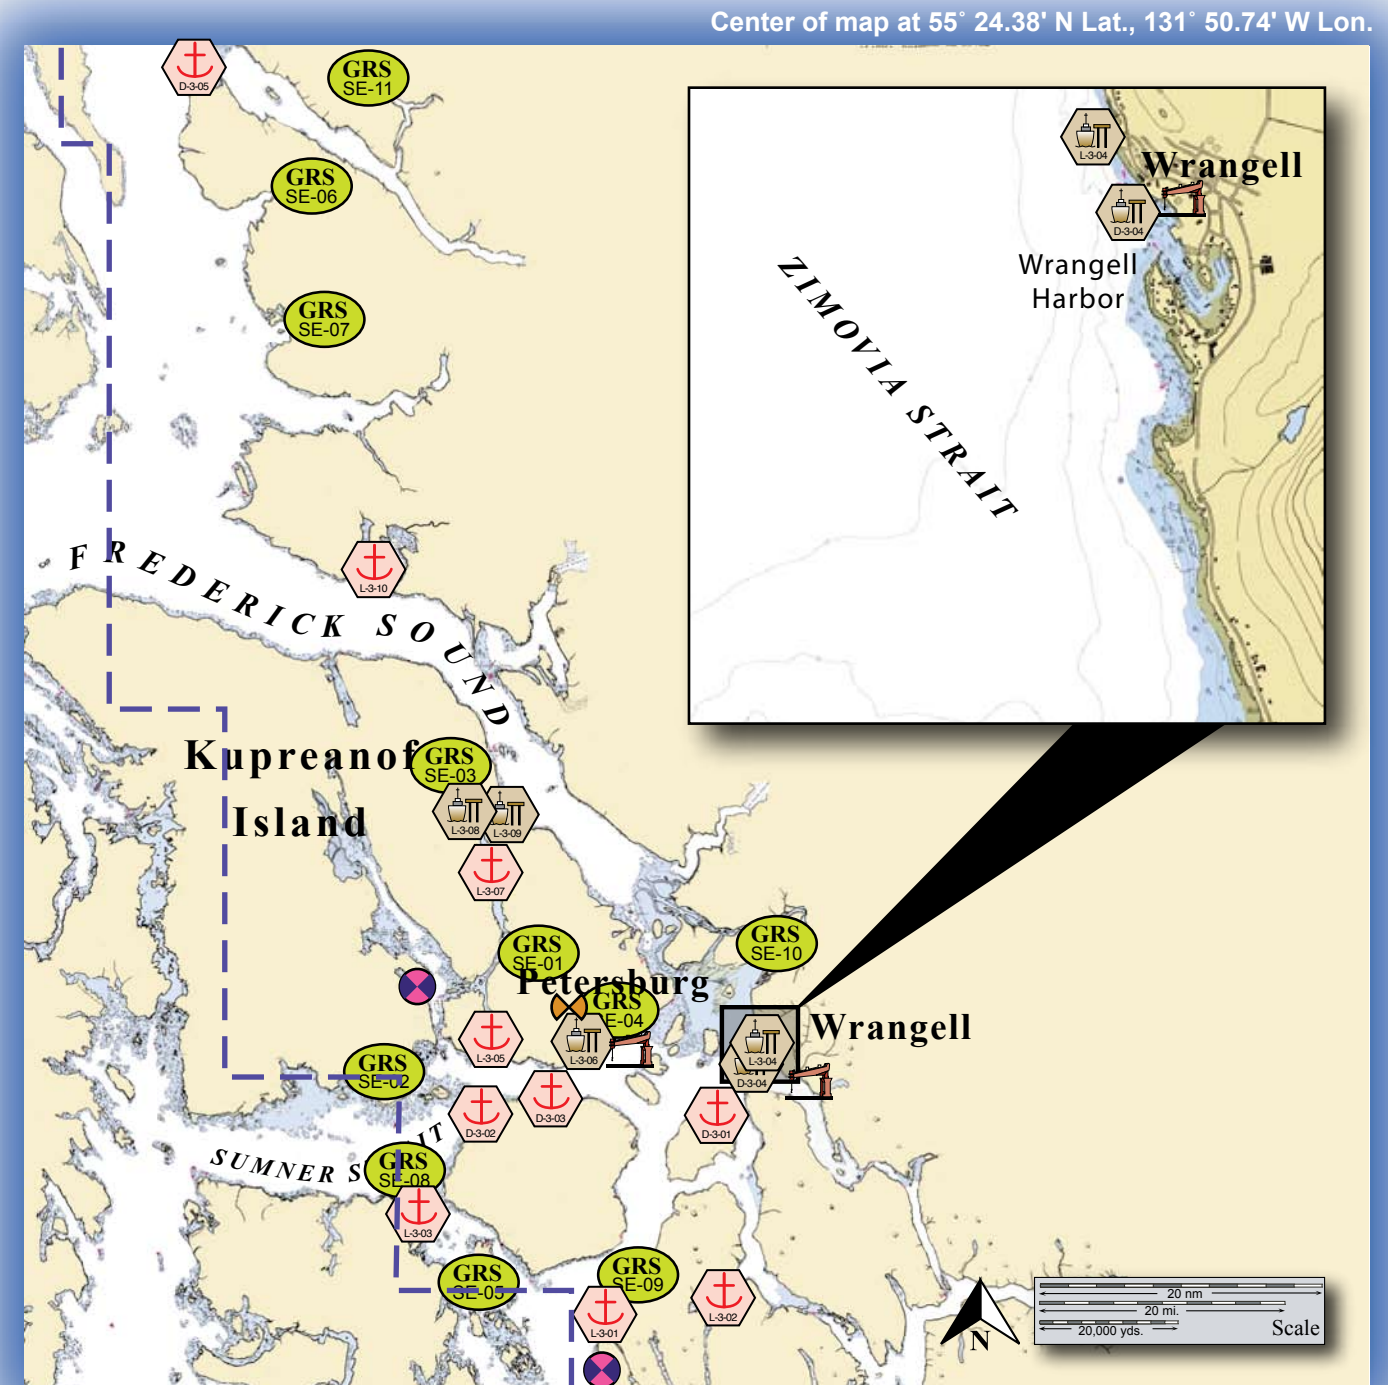 Center of map at 55° 24.38' N Lat., 131° 50.74' W Lon.
D-3-05
GRS
SE-11
GRS
SE-06
GRS
SE-07
L-3-04
Wrangell
D-3-04
Wrangell
Harbor
ZIMOVIA STRAIT
FREDERICK SOUND
L-3-10
Kupreanof
Island
GRS
SE-03
L-3-08
L-3-09
L-3-07
GRS
SE-01
GRS
SE-10
Petersburg
GRS
SE-04
L-3-05
L-3-06
Wrangell
L-3-04
D-3-04
GRS
SE-02
D-3-03
D-3-02
D-3-01
SUMNER S IT
GRS
SE-08
L-3-03
GRS
SE-05
GRS
SE-09
L-3-01
L-3-02
N
20 nm
20 mi.
20,000 yds.
Scale